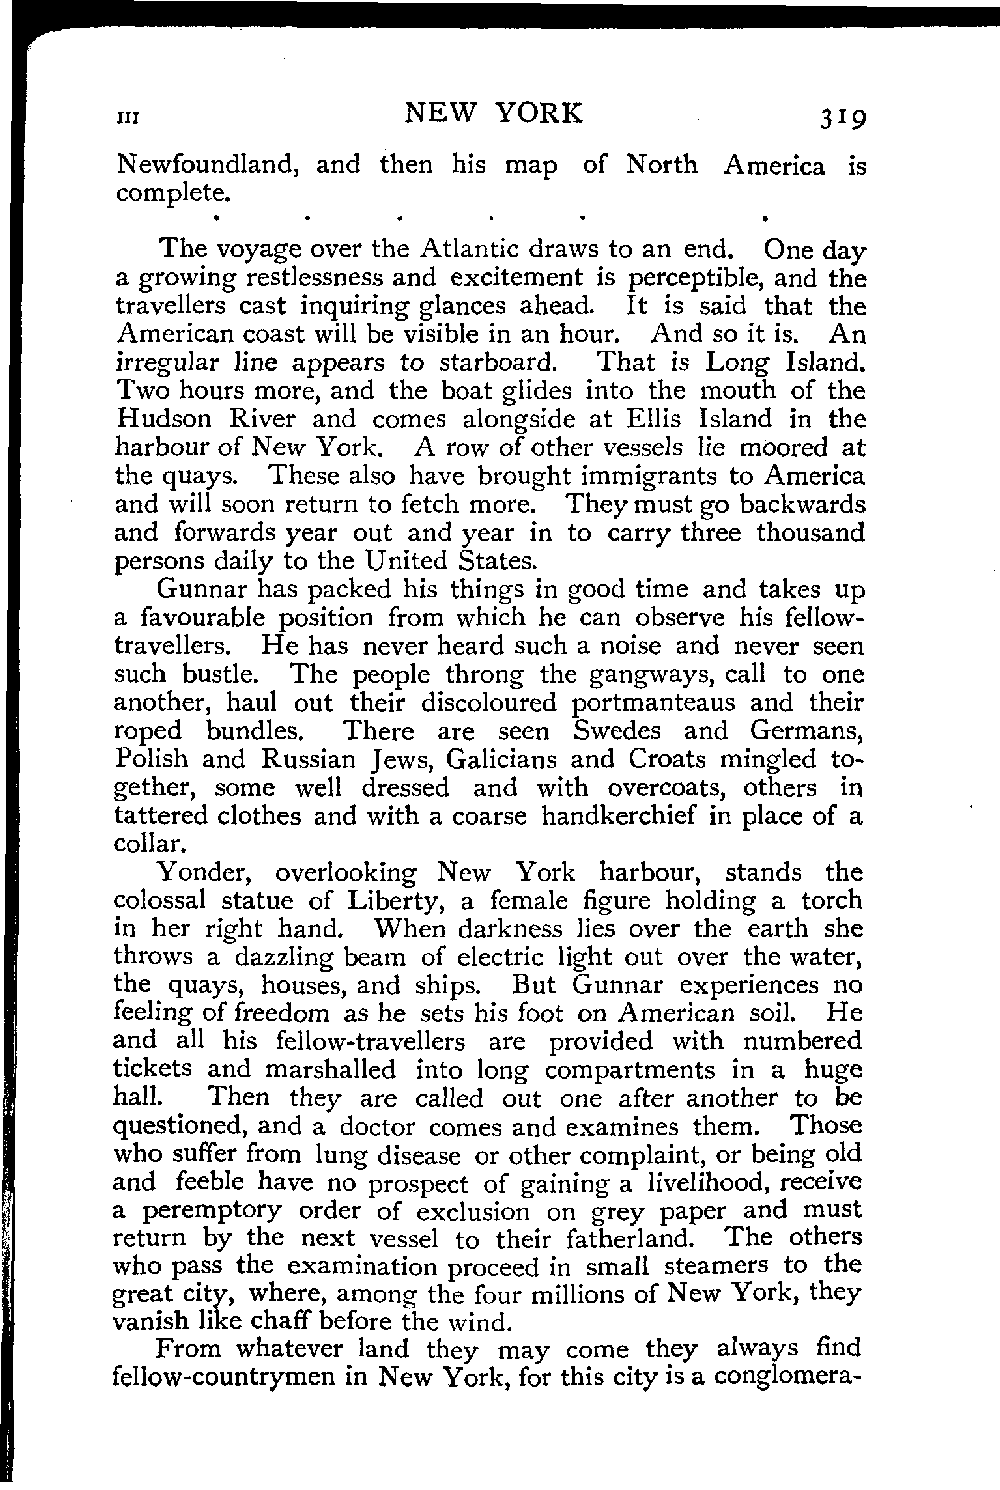 III NEW YORK 319
Newfoundland, and then his map of North America is
complete.
. . . . . .
The voyage over the Atlantic draws to an end. One day
a growing restlessness and excitement is perceptible, and the
travellers cast inquiring glances ahead. It is said that the
American coast will be visible in an hour. And so it is. An
irregular line appears to starboard. That is Long Island.
Two hours more, and the boat glides into the mouth of the
Hudson River and comes alongside at Ellis Island in the
harbour of New York. A row of other vessels lie moored at
the quays. These also have brought immigrants to America
and will soon return to fetch more. They must go backwards
and forwards year out and year in to carry three thousand
persons daily to the United States.
Gunnar has packed his things in good time and takes up
a favourable position from which he can observe his fellow-
travellers. He has never heard such a noise and never seen
such bustle. The people throng the gangways, call to one
another, haul out their discoloured portmanteaus and their
roped bundles. There are seen Swedes and Germans,
Polish and Russian Jews, Galicians and Croats mingled to-
gether, some well dressed and with overcoats, others in
tattered clothes and with a coarse handkerchief in place of a
collar.
Yonder, overlooking New York harbour, stands the
colossal statue of Liberty, a female figure holding a torch
in her right hand. When darkness lies over the earth she
throws a dazzling beam of electric light out over the water,
the quays, houses, and ships. But Gunnar experiences no
feeling of freedom as he sets his foot on American soil. He
and all his fellow-travellers are provided with numbered
tickets and marshalled into long compartments in a huge
hall. Then they are called out one after another to be
questioned, and a doctor comes and examines them. Those
who suffer from lung disease or other complaint, or being old
and feeble have no prospect of gaining a livelihood, receive
a peremptory order of exclusion on grey paper and must
return by the next vessel to their fatherland. The others
who pass the examination proceed in small steamers to the
great city, where, among the four millions of New York, they
vanish like chaff before the wind.
From whatever land they may come they always find
fellow-countrymen in New York, for this city is a conglomera-